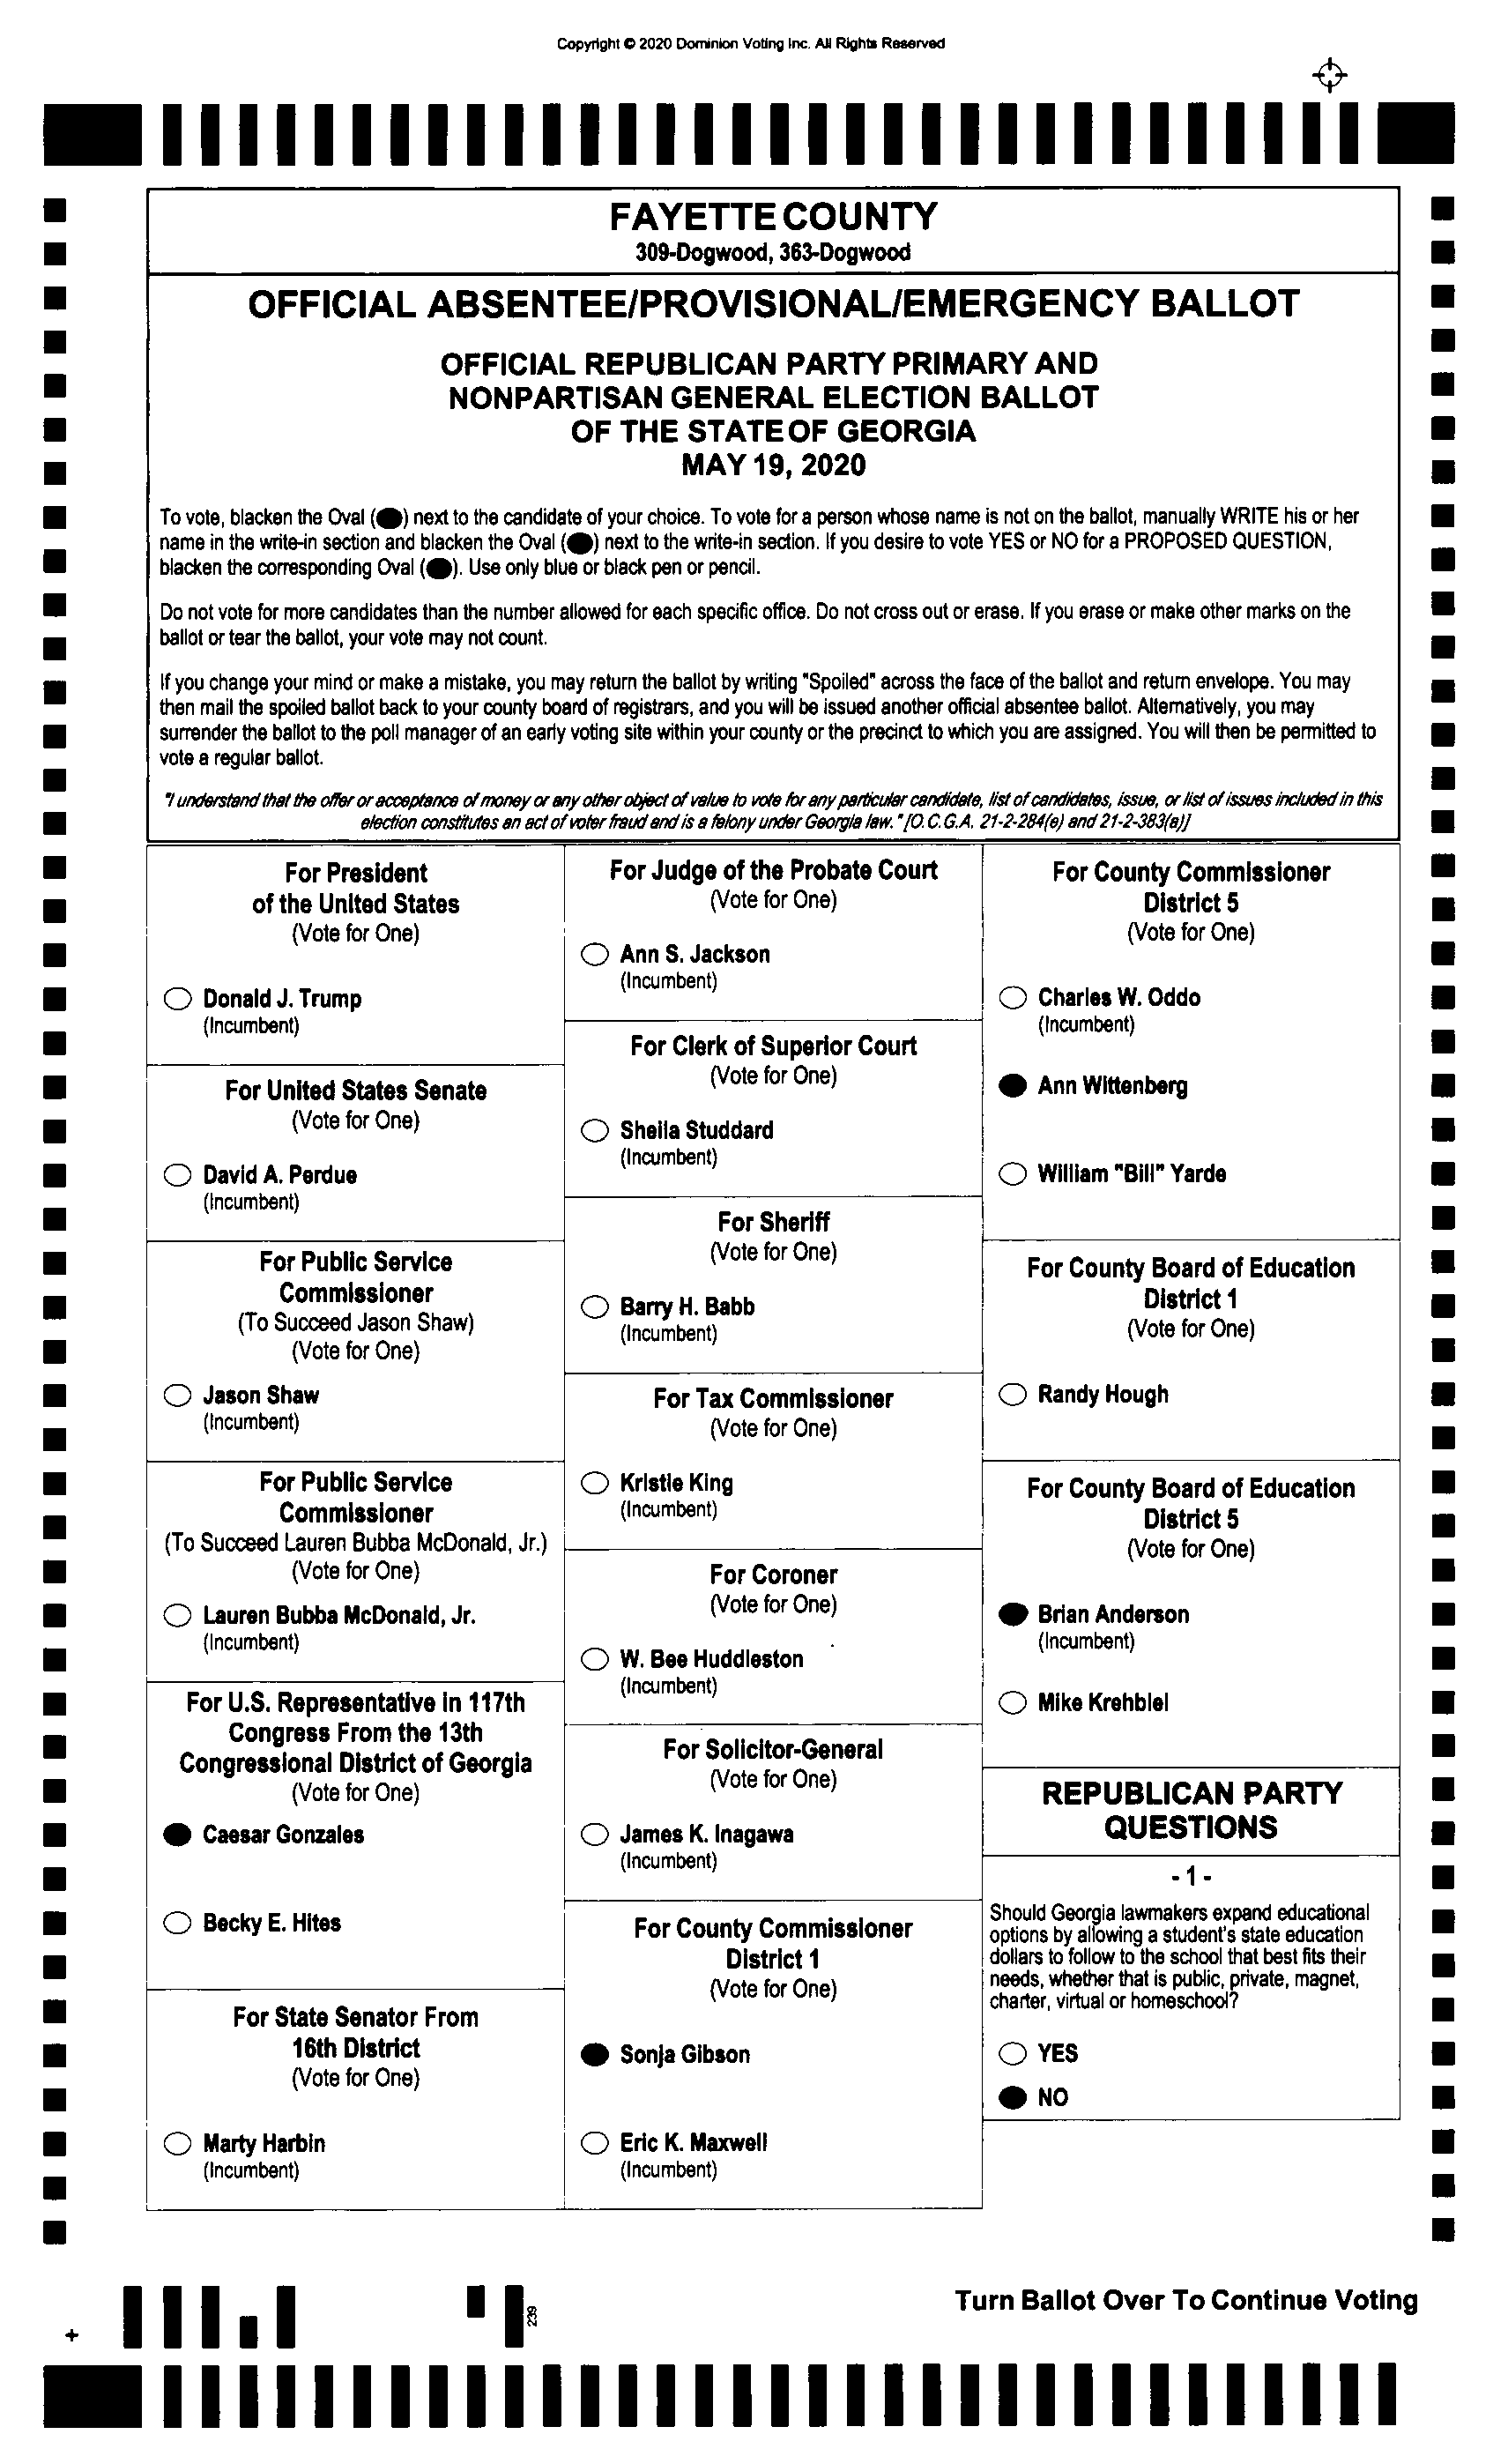 Copyright © 2020 Dominion Voting Inc. All Rights Reserved
FAYETTE COUNTY
309-Dogwood, 363-Dogwood
OFFICIAL ABSENTEE/PROVISIONAL/EMERGENCY BALLOT
OFFICIAL REPUBLICAN PARTY PRIMARY AND
NONPARTISAN GENERAL ELECTION BALLOT
OF THE STATE OF GEORGIA
MAY 19, 2020
To vote, blacken the Oval (●) next to the candidate of your choice. To vote for a person whose name is not on the ballot, manually WRITE his or her
name in the write-in section and blacken the Oval (●) next to the write-in section. If you desire to vote YES or NO for a PROPOSED QUESTION,
blacken the corresponding Oval (●). Use only blue or black pen or pencil.
Do not vote for more candidates than the number allowed for each specific office. Do not cross out or erase. If you erase or make other marks on the
ballot or tear the ballot, your vote may not count.
If you change your mind or make a mistake, you may return the ballot by writing "Spoiled" across the face of the ballot and return envelope. You may
then mail the spoiled ballot back to your county board of registrars, and you will be issued another official absentee ballot. Alternatively, you may
surrender the ballot to the poll manager of an early voting site within your county or the precinct to which you are assigned. You will then be permitted to
vote a regular ballot.
"I understand that the offer or acceptance of money or any other object of value to vote for any particular candidate, list of candidates, issue, or list of issues included in this
election constitutes an act of voter fraud and is a felony under Georgia law." [O.C.G.A. 21-2-284(e) and 21-2-383(a)]
For President
of the United States
(Vote for One)
Donald J. Trump
(Incumbent)
For United States Senate
(Vote for One)
David A. Perdue
(Incumbent)
For Public Service
Commissioner
(To Succeed Jason Shaw)
(Vote for One)
Jason Shaw
(Incumbent)
For Public Service
Commissioner
(To Succeed Lauren Bubba McDonald, Jr.)
(Vote for One)
Lauren Bubba McDonald, Jr.
(Incumbent)
For U.S. Representative in 117th
Congress From the 13th
Congressional District of Georgia
(Vote for One)
Caesar Gonzales
Becky E. Hites
For State Senator From
16th District
(Vote for One)
Marty Harbin
(Incumbent)
For Judge of the Probate Court
(Vote for One)
Ann S. Jackson
(Incumbent)
For Clerk of Superior Court
(Vote for One)
Sheila Studdard
(Incumbent)
For Sheriff
(Vote for One)
Barry H. Babb
(Incumbent)
For Tax Commissioner
(Vote for One)
Kristie King
(Incumbent)
For Coroner
(Vote for One)
W. Bee Huddleston
(Incumbent)
For Solicitor-General
(Vote for One)
James K. Inagawa
(Incumbent)
For County Commissioner
District 1
(Vote for One)
Sonja Gibson
Eric K. Maxwell
(Incumbent)
For County Commissioner
District 5
(Vote for One)
Charles W. Oddo
(Incumbent)
Ann Wittenberg
William "Bill" Yarde
For County Board of Education
District 1
(Vote for One)
Randy Hough
For County Board of Education
District 5
(Vote for One)
Brian Anderson
(Incumbent)
Mike Krehbiel
REPUBLICAN PARTY
QUESTIONS
- 1 -
Should Georgia lawmakers expand educational
options by allowing a student's state education
dollars to follow to the school that best fits their
needs, whether that is public, private, magnet,
charter, virtual or homeschool?
YES
NO
239
Turn Ballot Over To Continue Voting